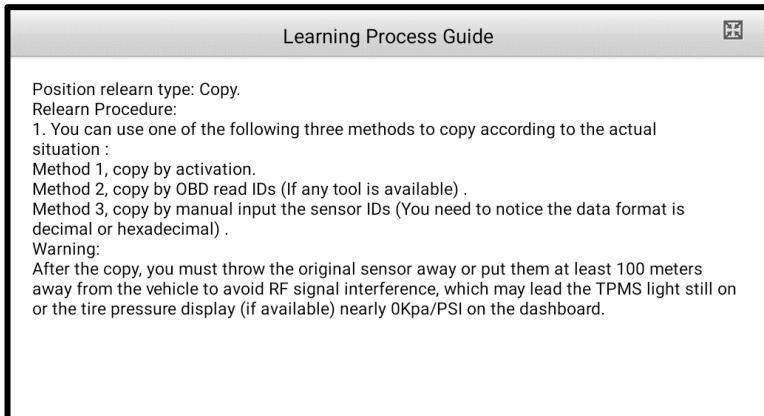 Learning Process Guide
Position relearn type: Copy.
Relearn Procedure:
1. You can use one of the following three methods to copy according to the actual
situation :
Method 1, copy by activation.
Method 2, copy by OBD read IDs (If any tool is available) .
Method 3, copy by manual input the sensor IDs (You need to notice the data format is
decimal or hexadecimal) .
Warning:
After the copy, you must throw the original sensor away or put them at least 100 meters
away from the vehicle to avoid RF signal interference, which may lead the TPMS light still on
or the tire pressure display (if available) nearly 0Kpa/PSI on the dashboard.